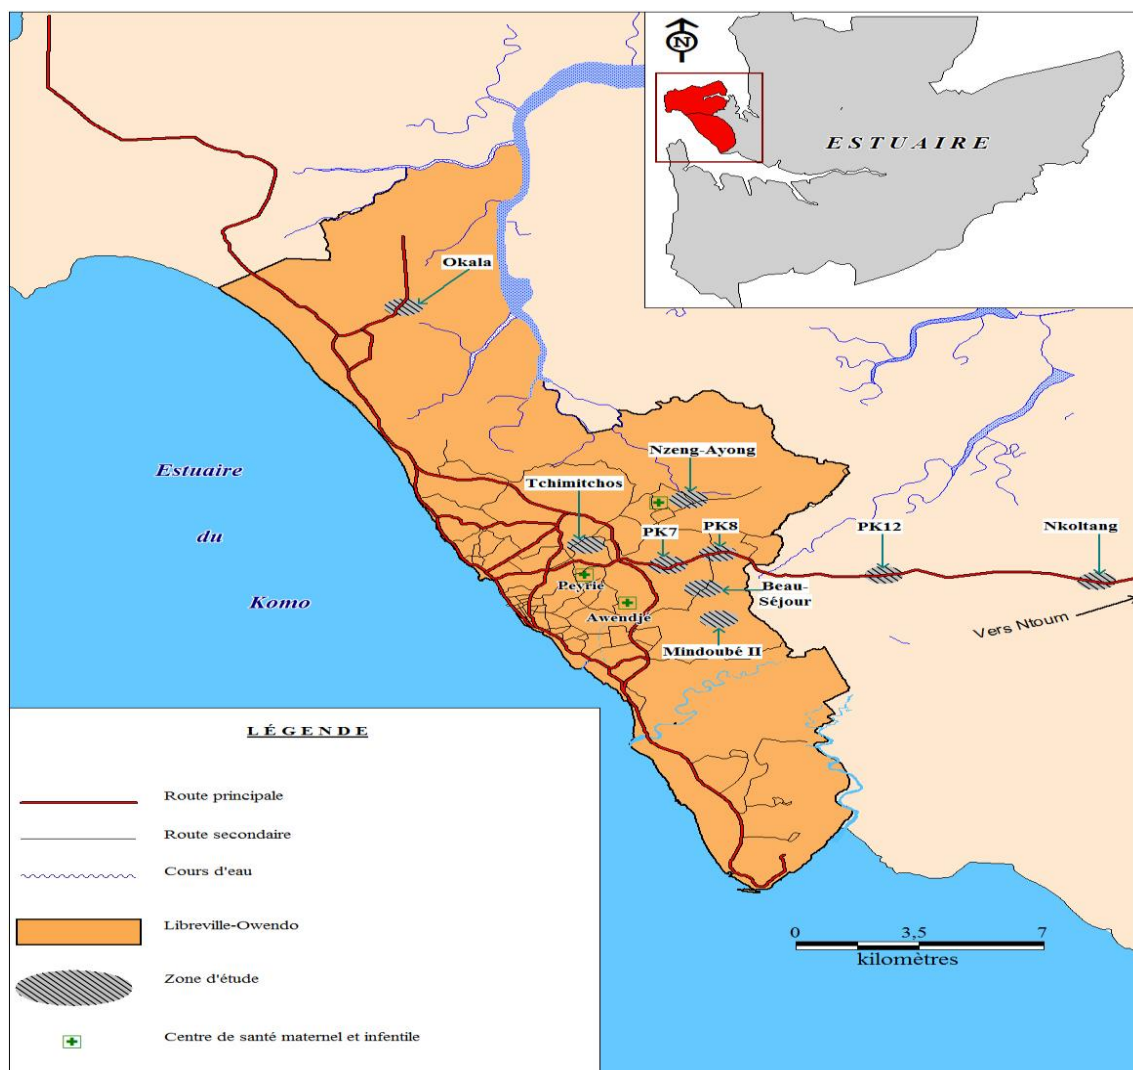 N
ESTUAIRE
Okala
Nzeng-Ayong
Tchimitchos
PK7
PK8
PK12
Nkoltang
Estuaire
du
Komo
Peyrie
Beau-
Séjour
Awendjé
Vers Ntoum
Mindoubé II
LÉGENDE
Route principale
Route secondaire
Cours d'eau
Libreville-Owendo
Zone d'étude
Centre de santé maternel et infentile
0 3,5 7
kilomètres